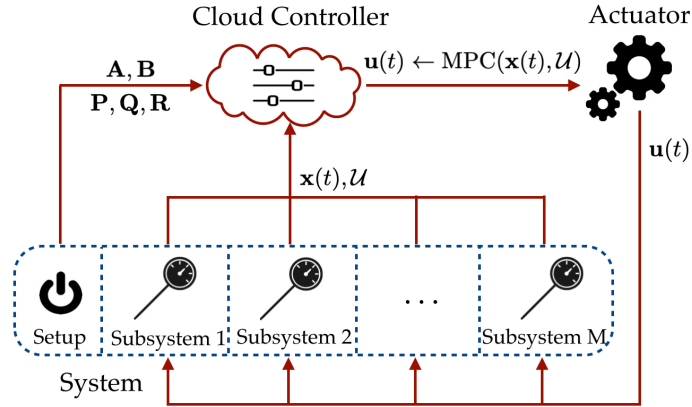 Cloud Controller
Actuator
A, B
P, Q, R
u(t) ← MPC(x(t), 𝒰)
u(t)
x(t), 𝒰
Setup
Subsystem 1
Subsystem 2
...
Subsystem M
System